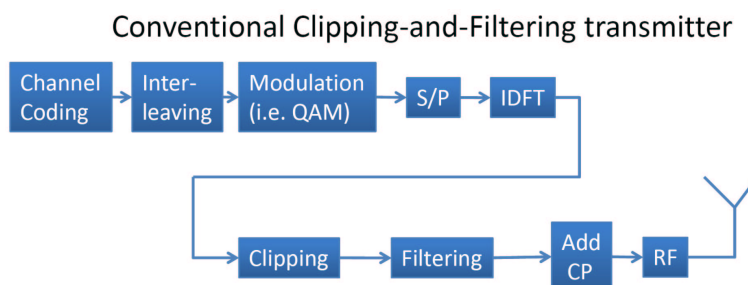 Conventional Clipping-and-Filtering transmitter
Channel
Coding
Inter-
leaving
Modulation
(i.e. QAM)
S/P
IDFT
Clipping
Filtering
Add
CP
RF